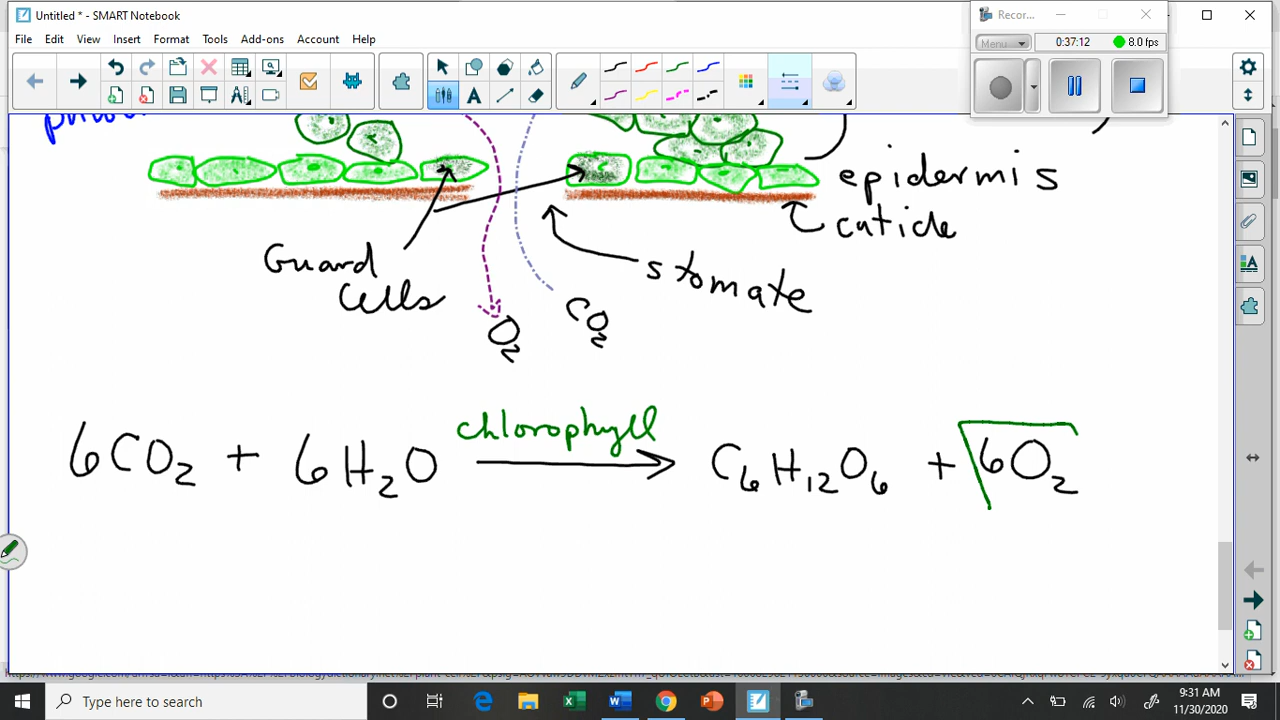 Untitled * - SMART Notebook
Recor...
File Edit View Insert Format Tools Add-ons Account Help
Menu
0:37:12
8.0 fps
epidermis
cuticle
Guard
Cells
stomate
O2
CO2
chlorophyll
6CO2 + 6H2O → C6H12O6 + 6O2
Type here to search
9:31 AM
11/30/2020